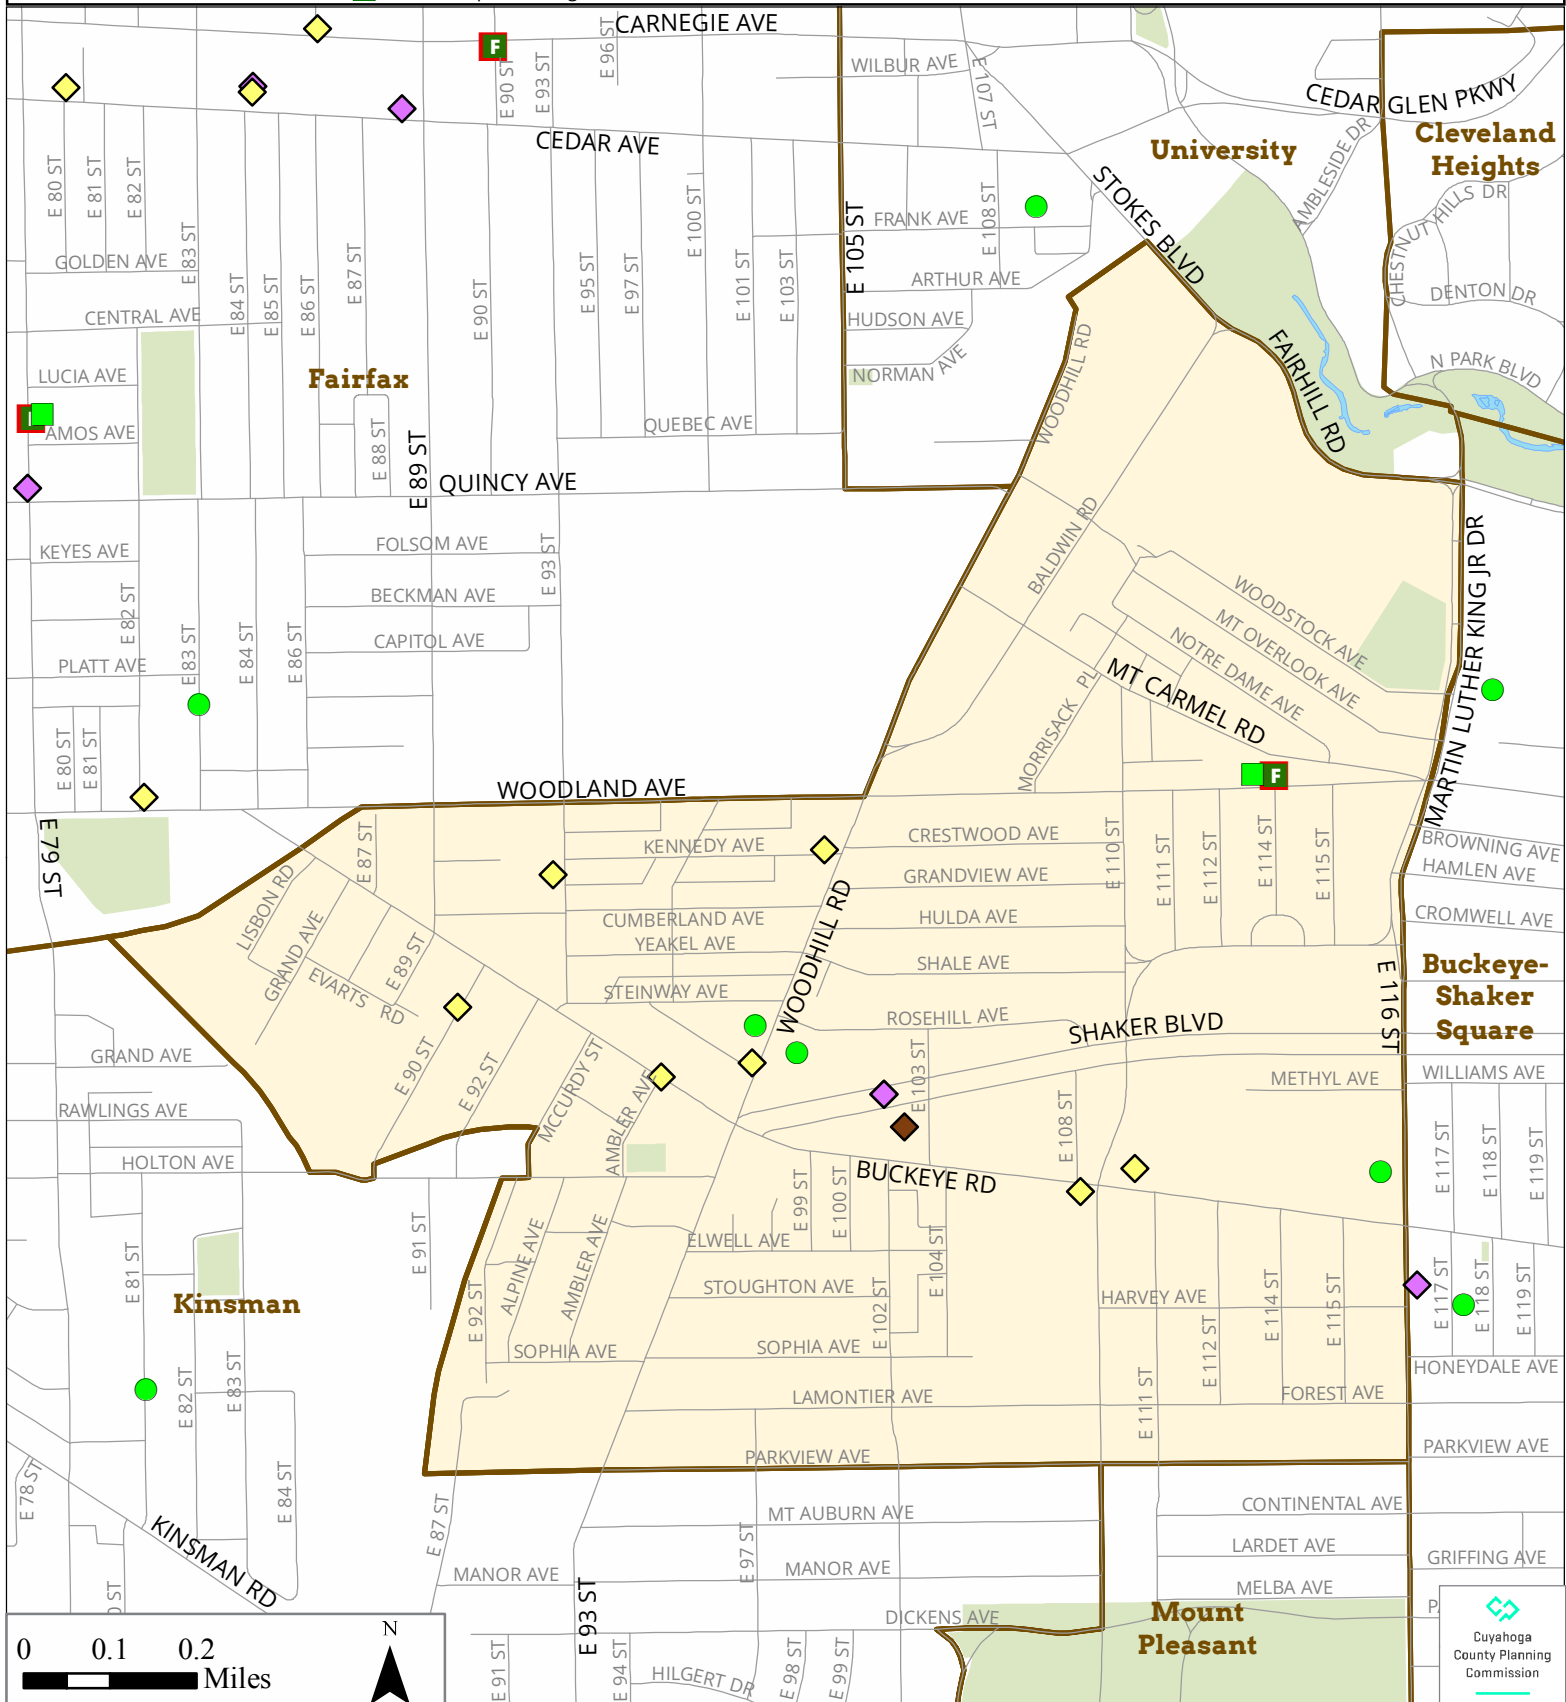 CARNEGIE AVE
E 96 ST
F
E 90 ST
E 93 ST
WILBUR AVE
E 107 ST
CEDAR GLEN PKWY
CEDAR AVE
University
Cleveland
Heights
AMBLESIDE DR
STOKES BLVD
E 80 ST
E 81 ST
E 82 ST
E 83 ST
E 100 ST
E 105 ST
FRANK AVE
E 108 ST
CHESTNUT HILLS DR
GOLDEN AVE
E 84 ST
E 85 ST
E 86 ST
E 87 ST
E 90 ST
E 95 ST
E 97 ST
E 101 ST
E 103 ST
ARTHUR AVE
DENTON DR
CENTRAL AVE
HUDSON AVE
WOODHILL RD
FAIRHILL RD
LUCIA AVE
Fairfax
NORMAN AVE
N PARK BLVD
AMOS AVE
E 88 ST
E 89 ST
QUEBEC AVE
QUINCY AVE
BALDWIN RD
MARTIN LUTHER KING JR DR
KEYES AVE
FOLSOM AVE
E 93 ST
BECKMAN AVE
WOODSTOCK AVE
E 82 ST
E 83 ST
E 84 ST
E 86 ST
CAPITOL AVE
MT OVERLOOK AVE
NOTRE DAME AVE
PLATT AVE
MT CARMEL RD
MORRISACK PL
E 80 ST
E 81 ST
WOODLAND AVE
F
E 79 ST
E 87 ST
KENNEDY AVE
CRESTWOOD AVE
E 110 ST
E 111 ST
E 112 ST
E 114 ST
E 115 ST
BROWNING AVE
HAMLEN AVE
LISBON RD
GRANDVIEW AVE
WOODHILL RD
CUMBERLAND AVE
HULDA AVE
CROMWELL AVE
GRAND AVE
E 89 ST
YEAKEL AVE
SHALE AVE
Buckeye-
Shaker
Square
EVARTS RD
STEINWAY AVE
ROSEHILL AVE
SHAKER BLVD
E 116 ST
GRAND AVE
E 90 ST
E 92 ST
MCCURDY ST
AMBLER AVE
E 103 ST
METHYL AVE
WILLIAMS AVE
RAWLINGS AVE
E 108 ST
HOLTON AVE
BUCKEYE RD
E 117 ST
E 118 ST
E 119 ST
E 99 ST
E 100 ST
E 81 ST
E 91 ST
ALPINE AVE
AMBLER AVE
ELWELL AVE
E 104 ST
Kinsman
E 92 ST
STOUGHTON AVE
E 102 ST
HARVEY AVE
E 114 ST
E 115 ST
E 117 ST
E 118 ST
E 119 ST
SOPHIA AVE
SOPHIA AVE
E 112 ST
HONEYDALE AVE
E 82 ST
E 83 ST
LAMONTIER AVE
E 111 ST
FOREST AVE
PARKVIEW AVE
PARKVIEW AVE
E 78 ST
E 84 ST
KINSMAN RD
E 87 ST
MT AUBURN AVE
CONTINENTAL AVE
E 97 ST
LARDET AVE
MANOR AVE
MANOR AVE
GRIFFING AVE
MELBA AVE
E 93 ST
DICKENS AVE
Mount
Pleasant
E 91 ST
E 94 ST
HILGERT DR
E 98 ST
E 99 ST
0 0.1 0.2
Miles
N
Cuyahoga
County Planning
Commission